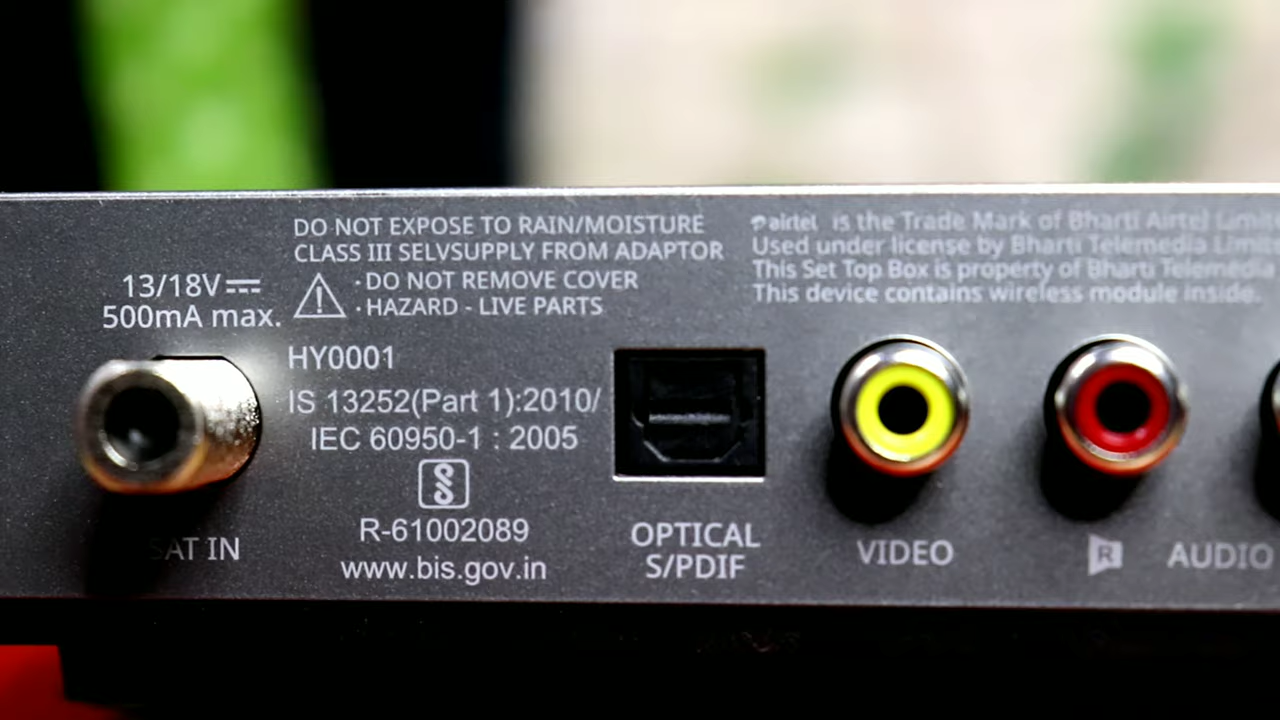 DO NOT EXPOSE TO RAIN/MOISTURE
CLASS III SELVSUPPLY FROM ADAPTOR
· DO NOT REMOVE COVER
· HAZARD - LIVE PARTS
airtel is the Trade Mark of Bharti Airtel Limit
Used under license by Bharti Telemedia Limit
This Set Top Box is property of Bharti Telemedia
This device contains wireless module inside.
13/18V
500mA max.
HY0001
IS 13252(Part 1):2010/
IEC 60950-1 : 2005
R-61002089
www.bis.gov.in
SAT IN
OPTICAL
S/PDIF
VIDEO
R AUDIO